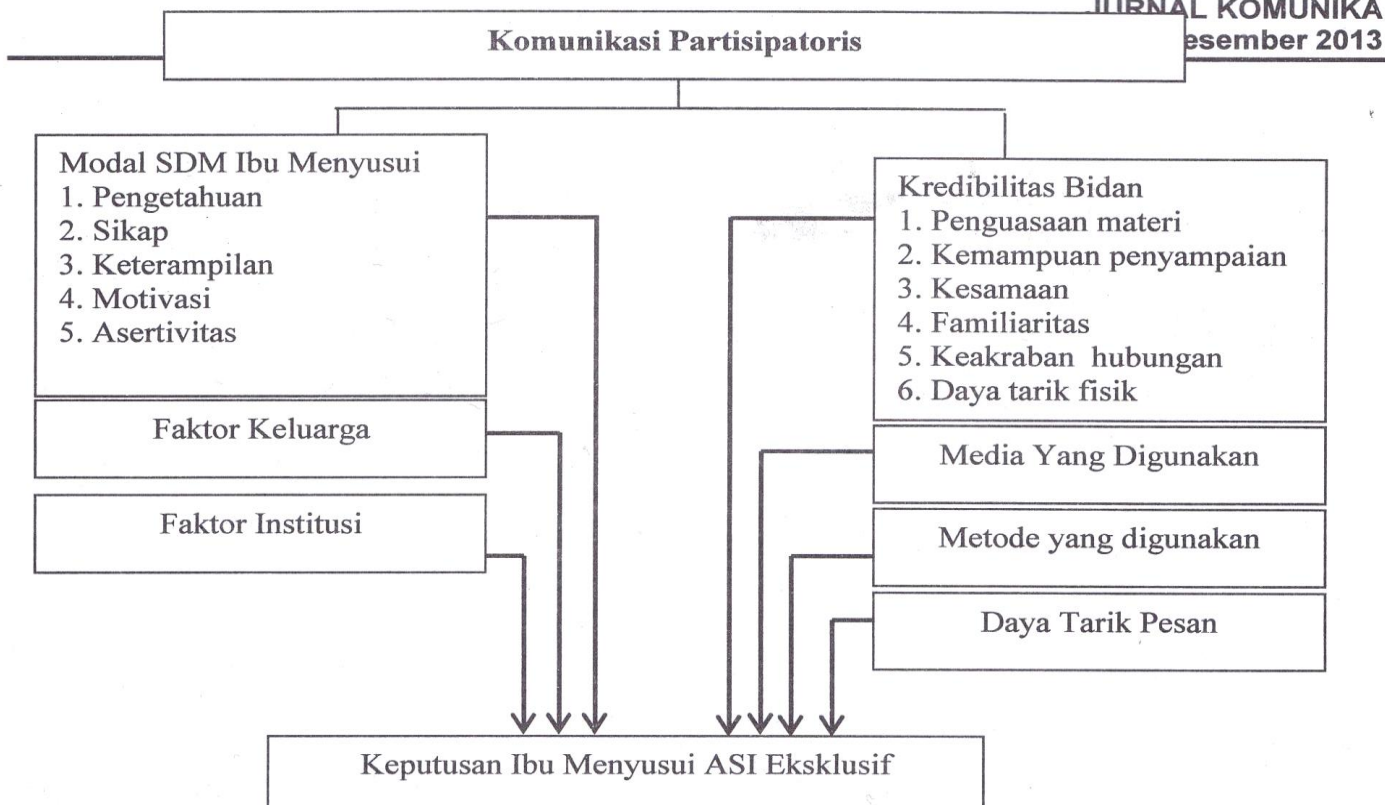 JURNAL KOMUNIKA
esember 2013
Komunikasi Partisipatoris
Modal SDM Ibu Menyusui
1. Pengetahuan
2. Sikap
3. Keterampilan
4. Motivasi
5. Asertivitas
Faktor Keluarga
Faktor Institusi
Kredibilitas Bidan
1. Penguasaan materi
2. Kemampuan penyampaian
3. Kesamaan
4. Familiaritas
5. Keakraban hubungan
6. Daya tarik fisik
Media Yang Digunakan
Metode yang digunakan
Daya Tarik Pesan
Keputusan Ibu Menyusui ASI Eksklusif